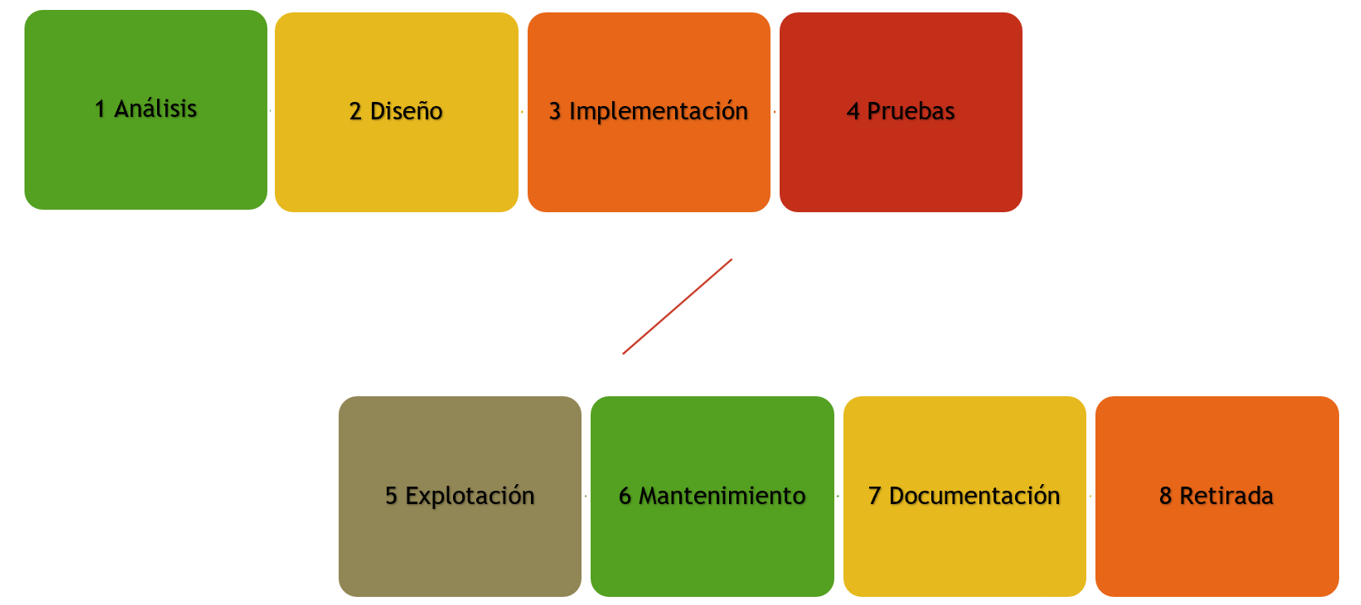 1 Análisis
2 Diseño
3 Implementación
4 Pruebas
5 Explotación
6 Mantenimiento
7 Documentación
8 Retirada